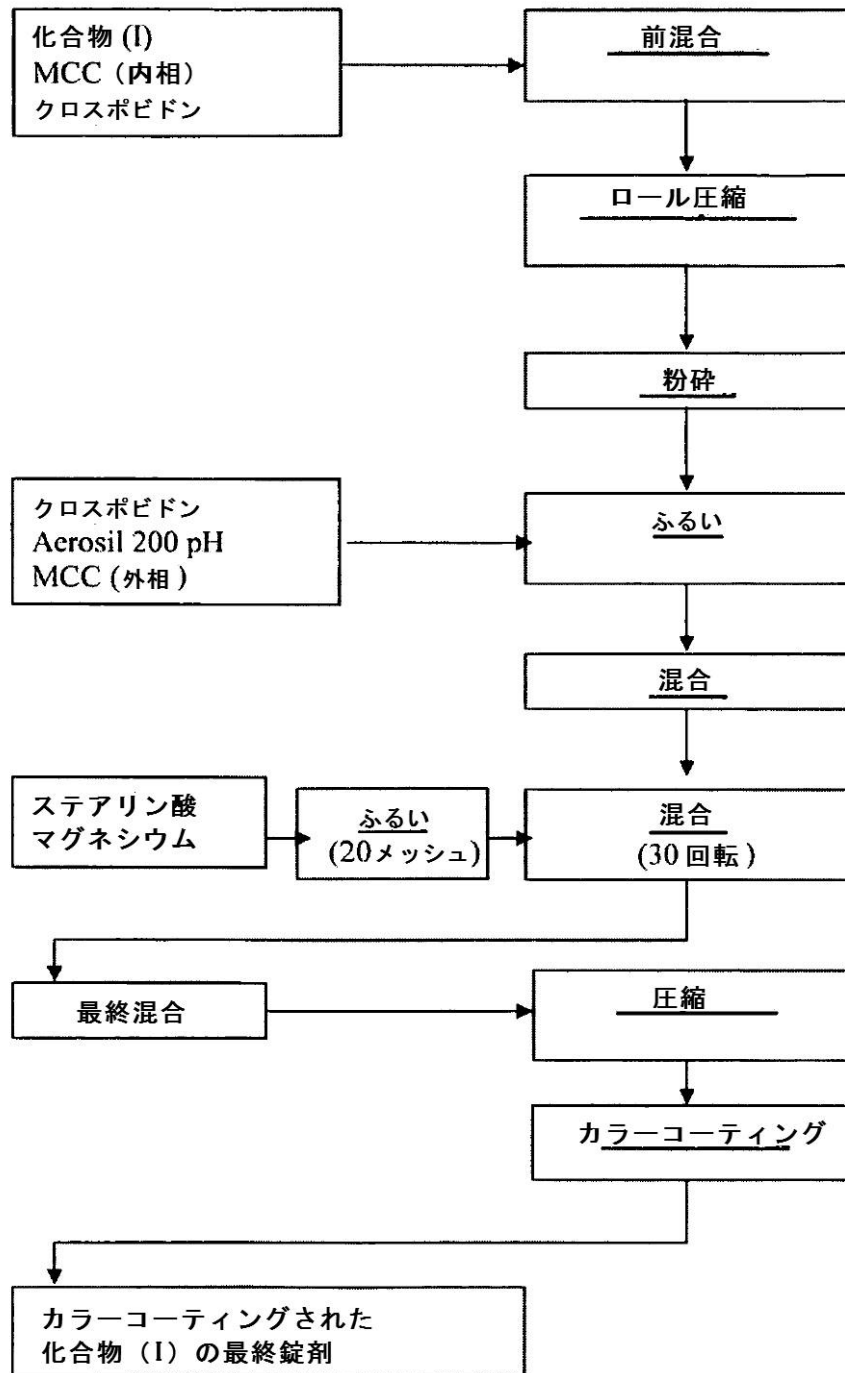 化合物 (I)
MCC（内相）
クロスポビドン
前混合
ロール圧縮
粉砕
クロスポビドン
Aerosil 200 pH
MCC (外相)
ふるい
混合
ステアリン酸
マグネシウム
ふるい
(20メッシュ)
混合
(30回転)
最終混合
圧縮
カラーコーティング
カラーコーティングされた
化合物（I）の最終錠剤